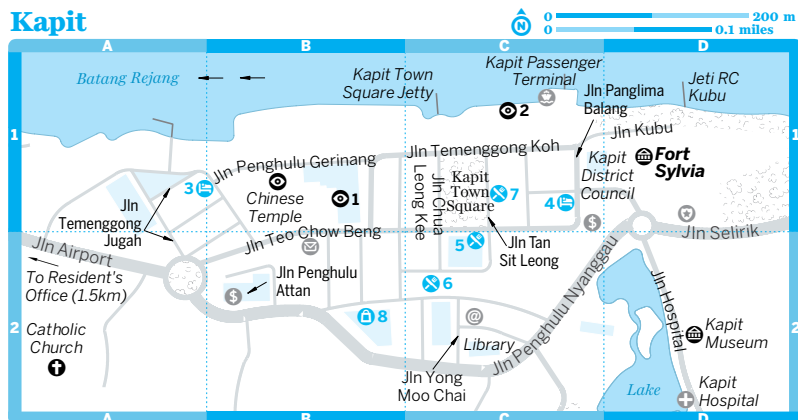 Kapit
N
0 200 m
0 0.1 miles
A B C D
Batang Rejang
Kapit Town
Square Jetty
Kapit Passenger
Terminal
Jln Panglima
Balang
Jeti RC
Kubu
2
1 1
Jln Kubu
Jln Temenggong Koh
Jln Penghulu Gerinang
Fort
Sylvia
Kapit
District
Council
3
Chinese
Temple
1
Jln Chua
Leong Kee
Kapit
Town
Square
7
4
Jln
Temenggong
Jugah
Jln Teo Chow Beng
5
Jln Tan
Sit Leong
$
Jln Selirik
Jln Airport
To Resident's
Office (1.5km)
Jln Penghulu
Attan
$
6
Jln Penghulu Nyanggau
Jln Hospital
2 2
Catholic
Church
8
@
Library
Kapit
Museum
Jln Yong
Moo Chai
Lake
Kapit
Hospital
A B C D